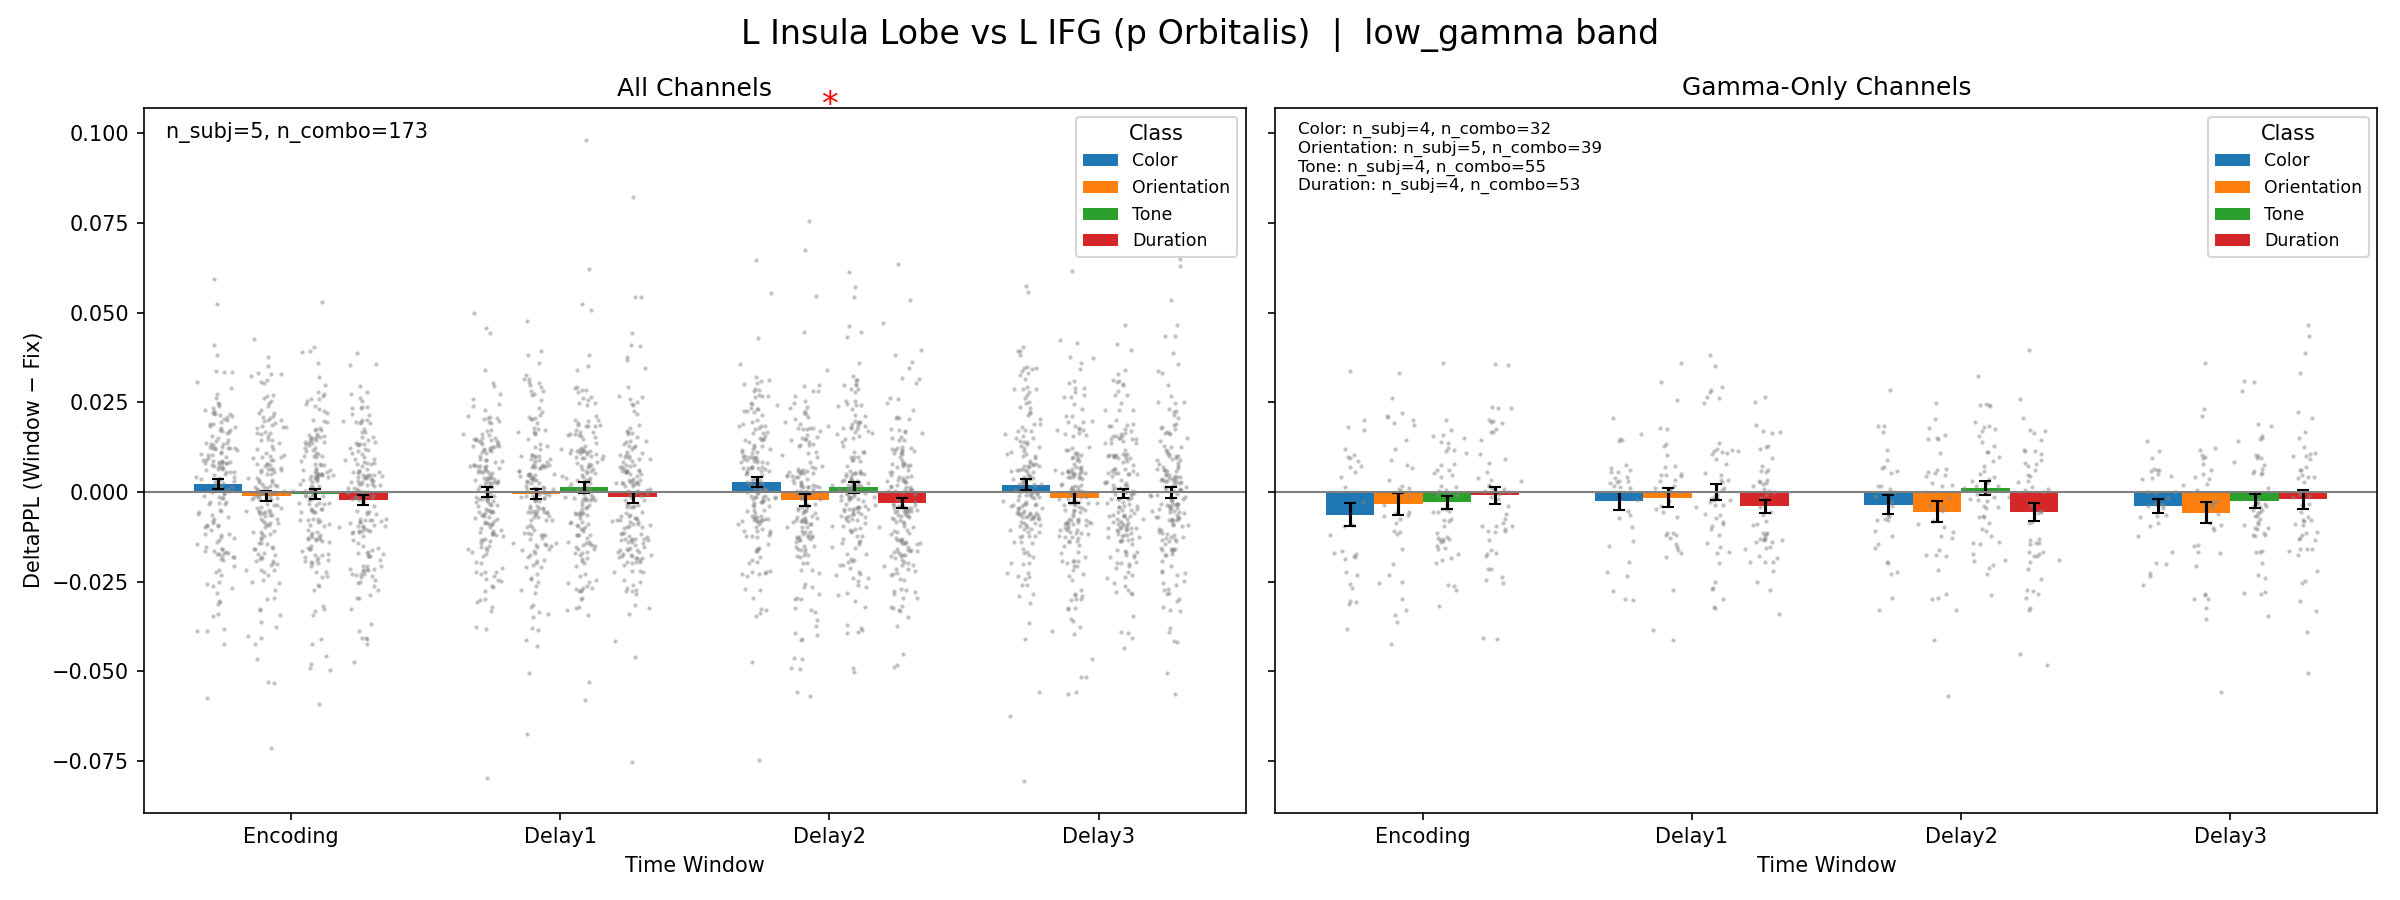 L Insula Lobe vs L IFG (p Orbitalis) | low_gamma band
All Channels
*
n_subj=5, n_combo=173
Class
Color
Orientation
Tone
Duration
0.100
0.075
0.050
0.025
0.000
−0.025
−0.050
−0.075
DeltaPPL (Window − Fix)
Encoding
Delay1
Delay2
Delay3
Time Window
Gamma-Only Channels
Color: n_subj=4, n_combo=32
Orientation: n_subj=5, n_combo=39
Tone: n_subj=4, n_combo=55
Duration: n_subj=4, n_combo=53
Class
Color
Orientation
Tone
Duration
Encoding
Delay1
Delay2
Delay3
Time Window